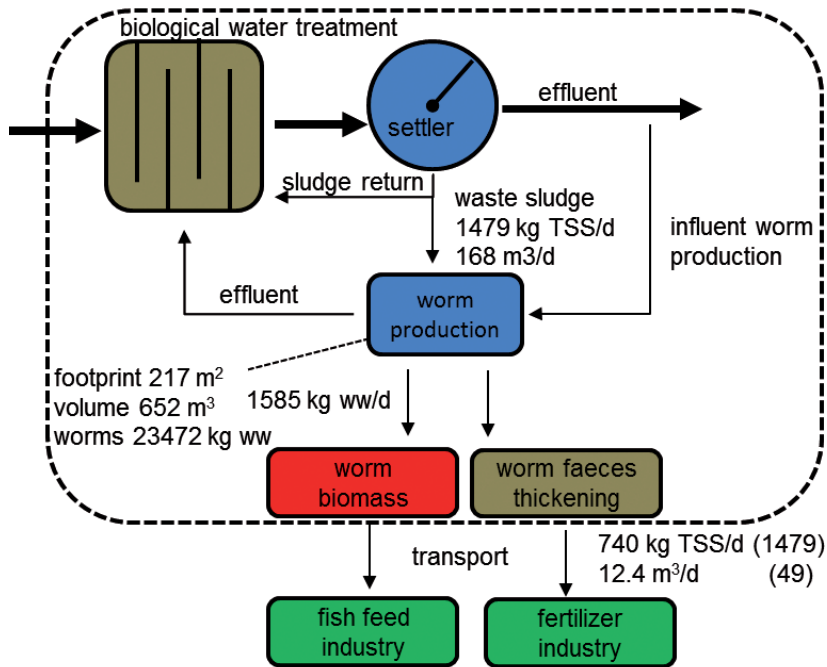 biological water treatment
effluent
settler
sludge return
waste sludge
1479 kg TSS/d
168 m3/d
influent worm
production
effluent
worm
production
footprint 217 m²
volume 652 m³
worms 23472 kg ww
1585 kg ww/d
worm
biomass
worm faeces
thickening
transport
740 kg TSS/d (1479)
12.4 m³/d (49)
fish feed
industry
fertilizer
industry